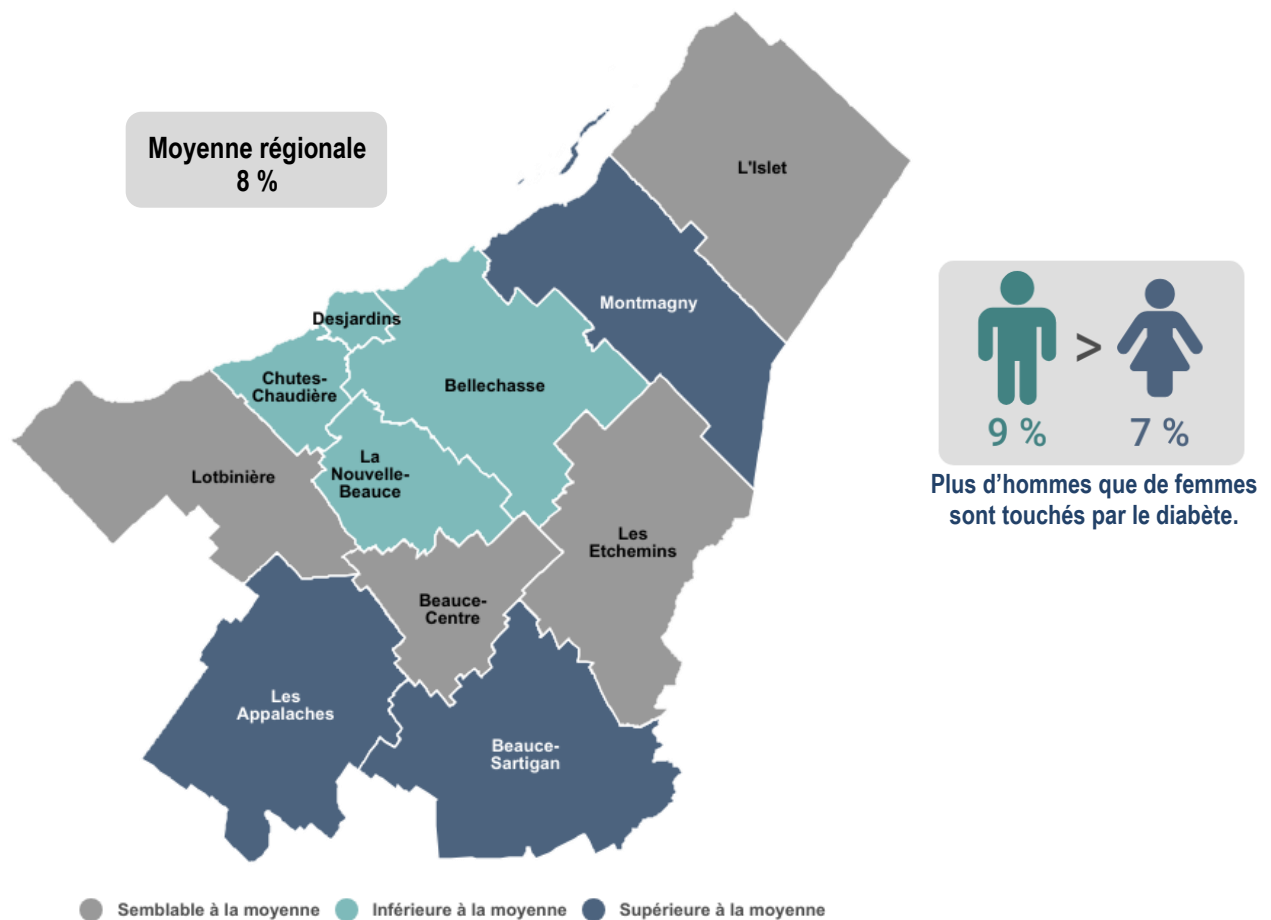 Moyenne régionale
8 %
L'Islet
Montmagny
Desjardins
Chutes-
Chaudière
Bellechasse
La
Nouvelle-
Beauce
Lotbinière
Les
Etchemins
Beauce-
Centre
Les
Appalaches
Beauce-
Sartigan
>
9 %
7 %
Plus d’hommes que de femmes
sont touchés par le diabète.
Semblable à la moyenne
Inférieure à la moyenne
Supérieure à la moyenne